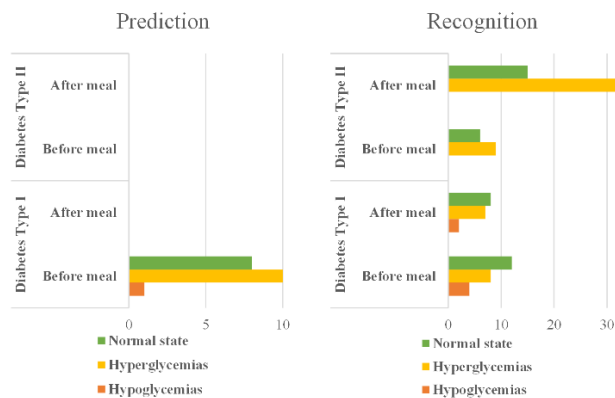 Prediction
Diabetes Type II
After meal
Before meal
Diabetes Type I
After meal
Before meal
0
5
10
Normal state
Hyperglycemias
Hypoglycemias
Recognition
Diabetes Type II
After meal
Before meal
Diabetes Type I
After meal
Before meal
0
10
20
30
Normal state
Hyperglycemias
Hypoglycemias